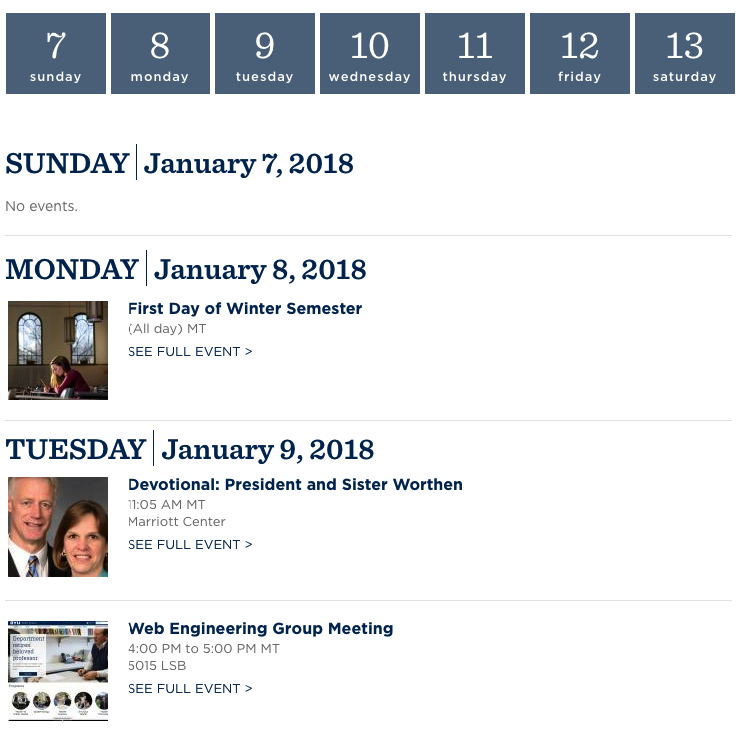 7 8 9 10 11 12 13
sunday monday tuesday wednesday thursday friday saturday
SUNDAY January 7, 2018
No events.
MONDAY January 8, 2018
First Day of Winter Semester
(All day) MT
SEE FULL EVENT >
TUESDAY January 9, 2018
Devotional: President and Sister Worthen
11:05 AM MT
Marriott Center
SEE FULL EVENT >
Web Engineering Group Meeting
4:00 PM to 5:00 PM MT
5015 LSB
SEE FULL EVENT >
BYU
Department
retires
beloved
professor